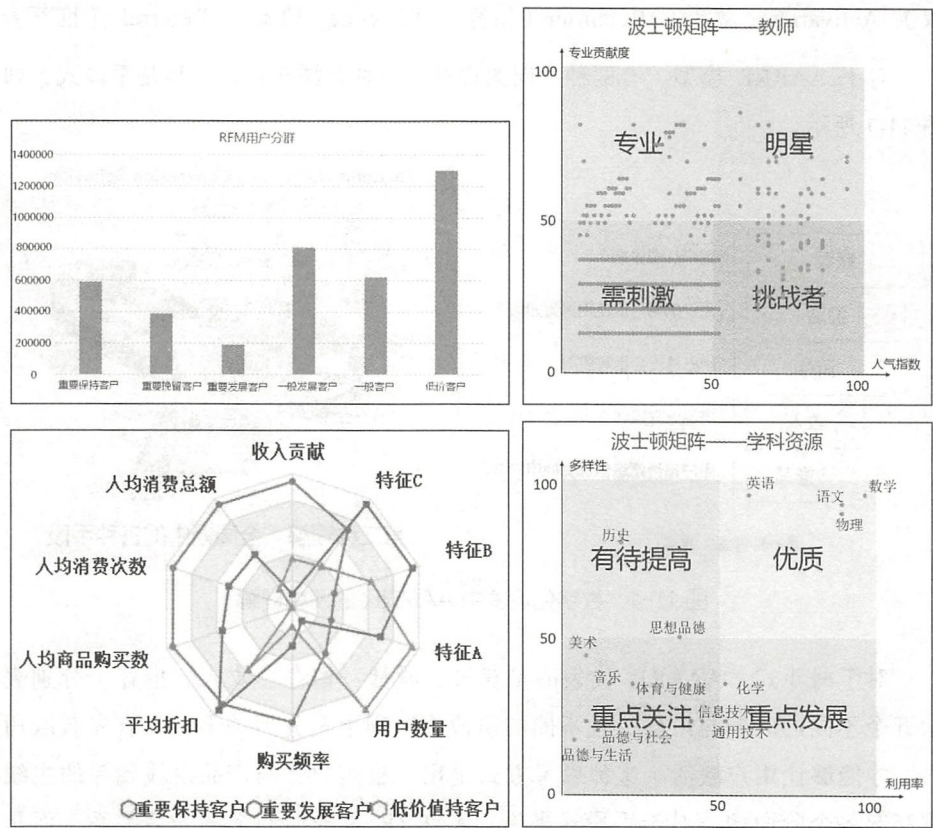 RFM用户分群
1400000
1200000
1000000
800000
600000
400000
200000
0
重要保持客户 重要挽留客户 重要发展客户 一般发展客户 一般客户 低价客户
波士顿矩阵——教师
专业贡献度
100
专业 明星
50
需刺激 挑战者
0
50 100 人气指数
收入贡献
人均消费总额 特征C
人均消费次数 特征B
人均商品购买数 特征A
平均折扣 用户数量
购买频率
重要保持客户 重要发展客户 低价值持客户
波士顿矩阵——学科资源
多样性
100
英语 数学
语文
物理
历史
有待提高 优质
50
思想品德
美术
音乐 体育与健康 化学
重点关注 信息技术 重点发展
品德与社会 通用技术
品德与生活
0
50 100 利用率